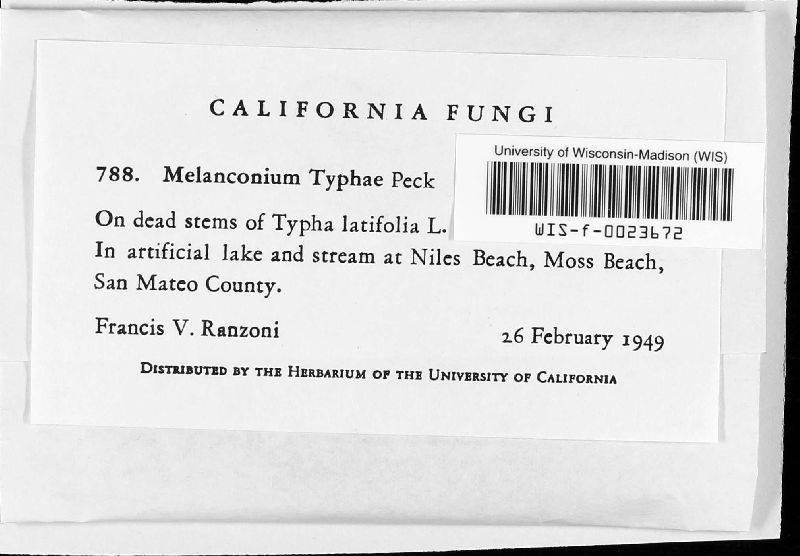 CALIFORNIA FUNGI
University of Wisconsin-Madison (WIS)
WIS-f-0023672
788. Melanconium Typhae Peck
On dead stems of Typha latifolia L.
In artificial lake and stream at Niles Beach, Moss Beach,
San Mateo County.
Francis V. Ranzoni 26 February 1949
DISTRIBUTED BY THE HERBARIUM OF THE UNIVERSITY OF CALIFORNIA